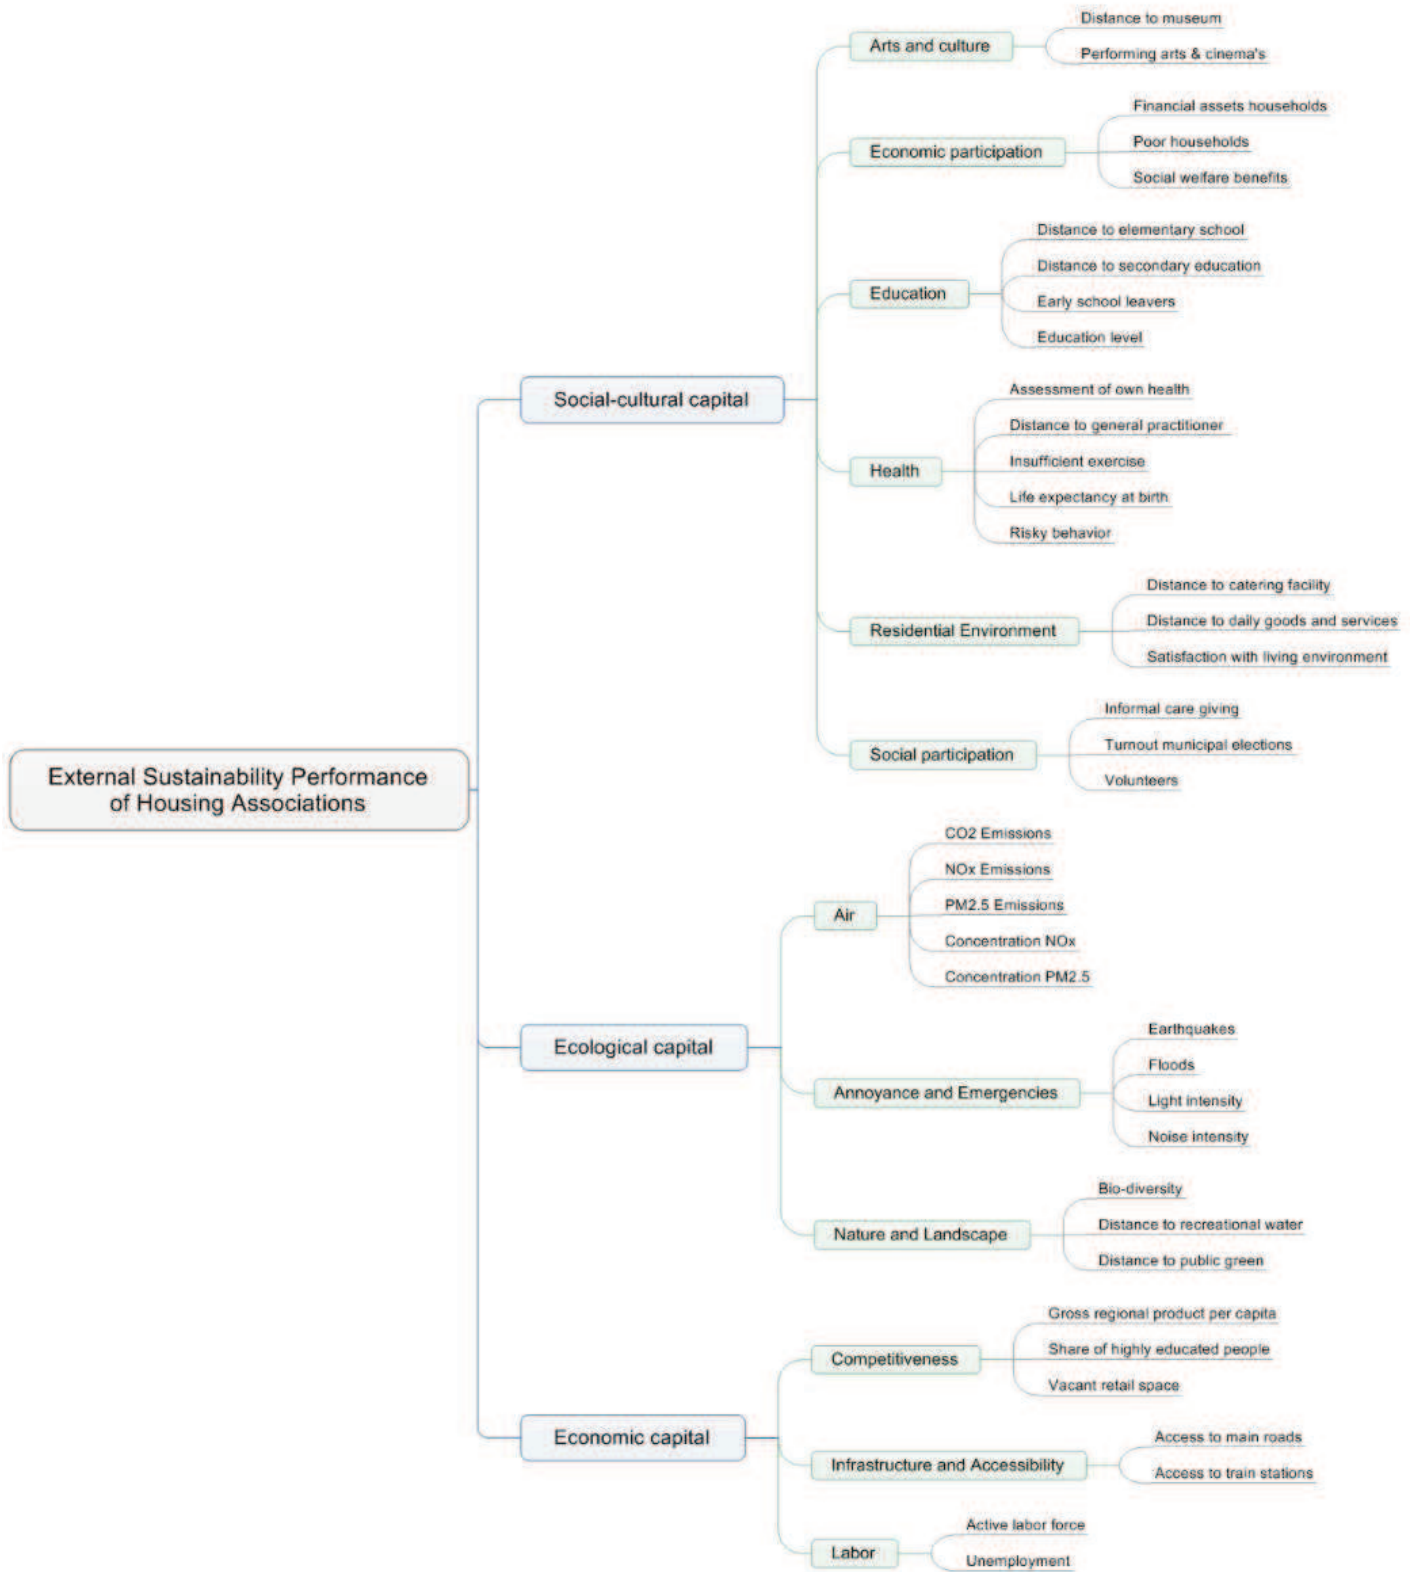 External Sustainability Performance
of Housing Associations
Social-cultural capital
Arts and culture
Distance to museum
Performing arts & cinema's
Economic participation
Financial assets households
Poor households
Social welfare benefits
Education
Distance to elementary school
Distance to secondary education
Early school leavers
Education level
Health
Assessment of own health
Distance to general practitioner
Insufficient exercise
Life expectancy at birth
Risky behavior
Residential Environment
Distance to catering facility
Distance to daily goods and services
Satisfaction with living environment
Social participation
Informal care giving
Turnout municipal elections
Volunteers
Ecological capital
Air
CO2 Emissions
NOx Emissions
PM2.5 Emissions
Concentration NOx
Concentration PM2.5
Annoyance and Emergencies
Earthquakes
Floods
Light intensity
Noise intensity
Nature and Landscape
Bio-diversity
Distance to recreational water
Distance to public green
Economic capital
Competitiveness
Gross regional product per capita
Share of highly educated people
Vacant retail space
Infrastructure and Accessibility
Access to main roads
Access to train stations
Labor
Active labor force
Unemployment